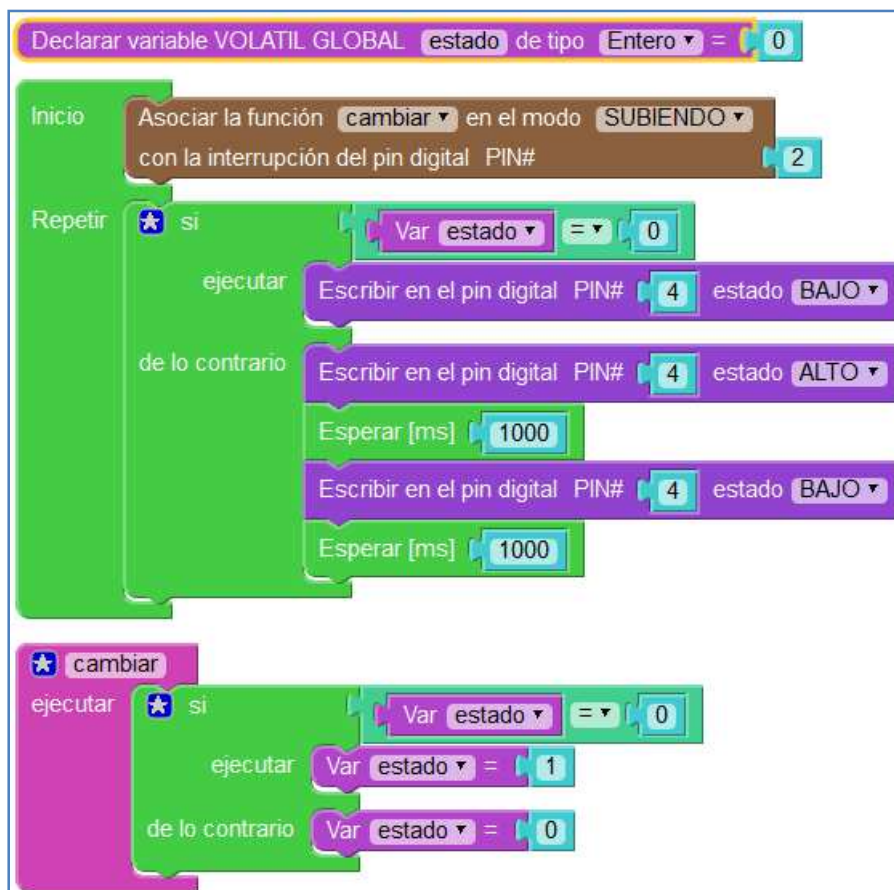 Declarar variable VOLATIL GLOBAL estado de tipo Entero = 0
Inicio Asociar la función cambiar en el modo SUBIENDO
con la interrupción del pin digital PIN# 2
Repetir si Var estado = 0
ejecutar Escribir en el pin digital PIN# 4 estado BAJO
de lo contrario Escribir en el pin digital PIN# 4 estado ALTO
Esperar [ms] 1000
Escribir en el pin digital PIN# 4 estado BAJO
Esperar [ms] 1000
cambiar
ejecutar si Var estado = 0
ejecutar Var estado = 1
de lo contrario Var estado = 0